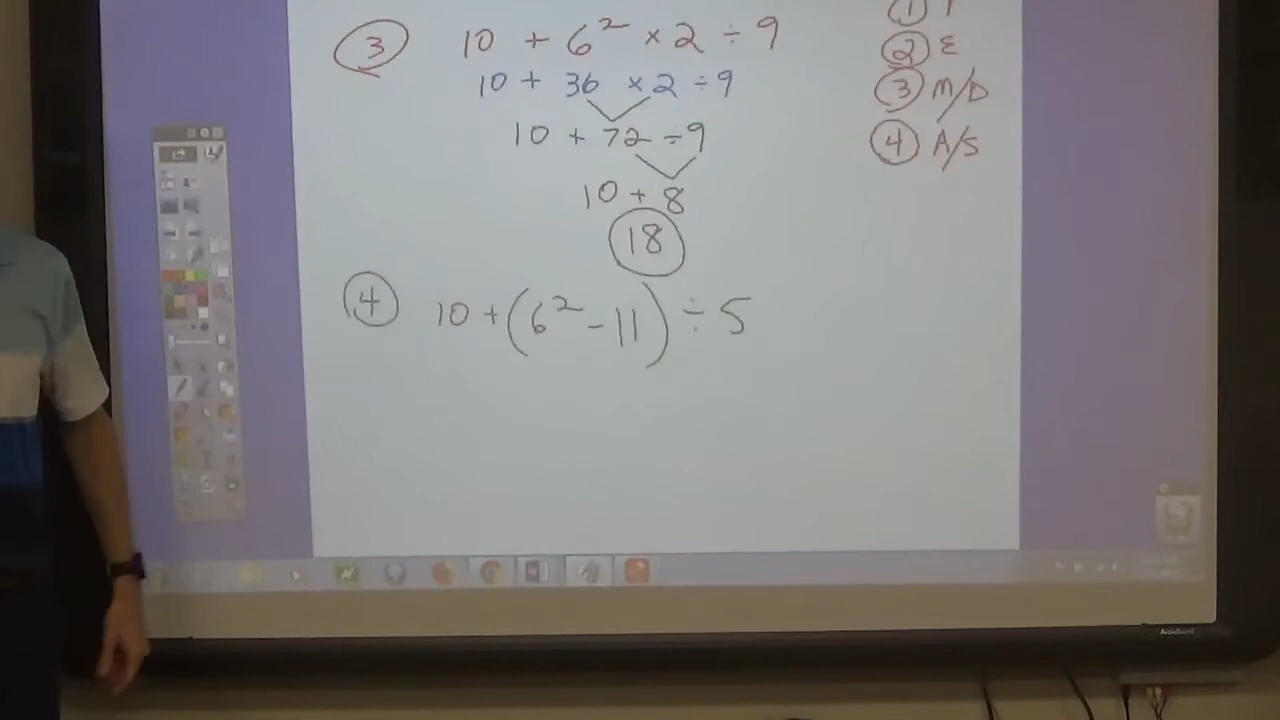 ③ 10 + 6² × 2 ÷ 9
10 + 36 × 2 ÷ 9
10 + 72 ÷ 9
10 + 8
18
④ 10 + (6² - 11) ÷ 5
① P
② E
③ M/D
④ A/S